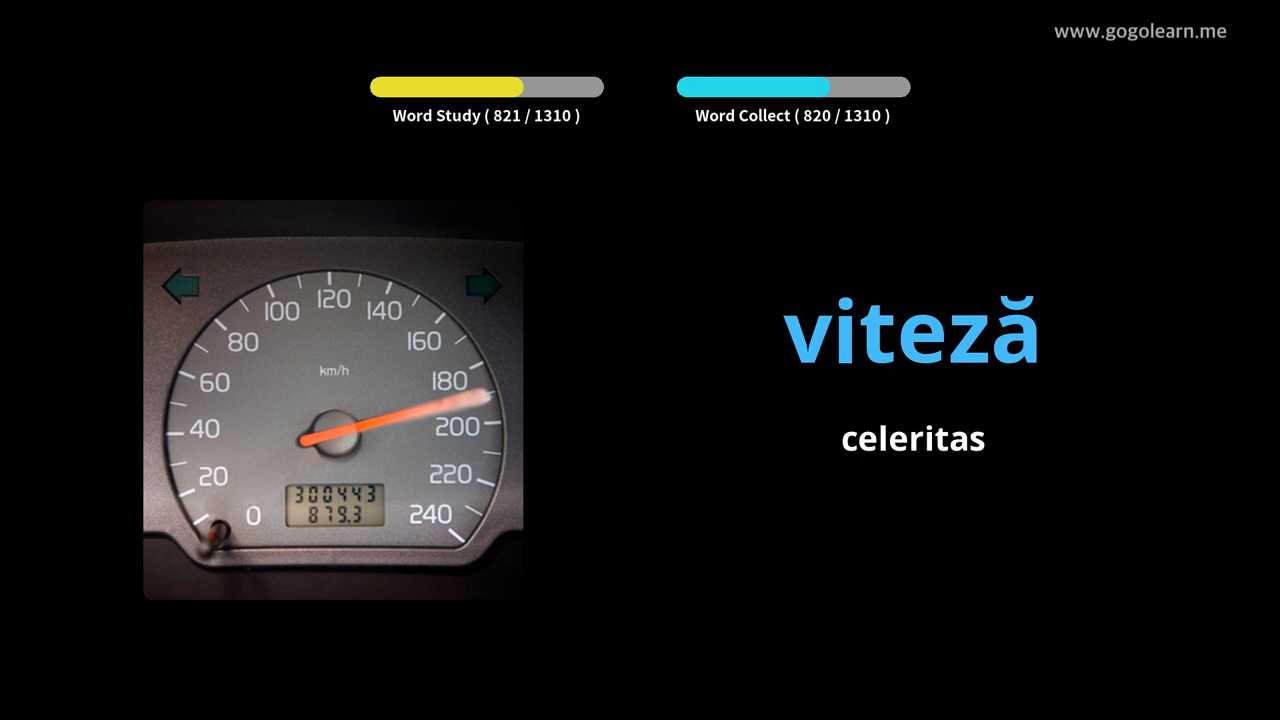 www.gogolearn.me
Word Study ( 821 / 1310 )
Word Collect ( 820 / 1310 )
120
100
140
80
160
km/h
60
180
40
200
20
220
0
240
300443
879.3
viteză
celeritas